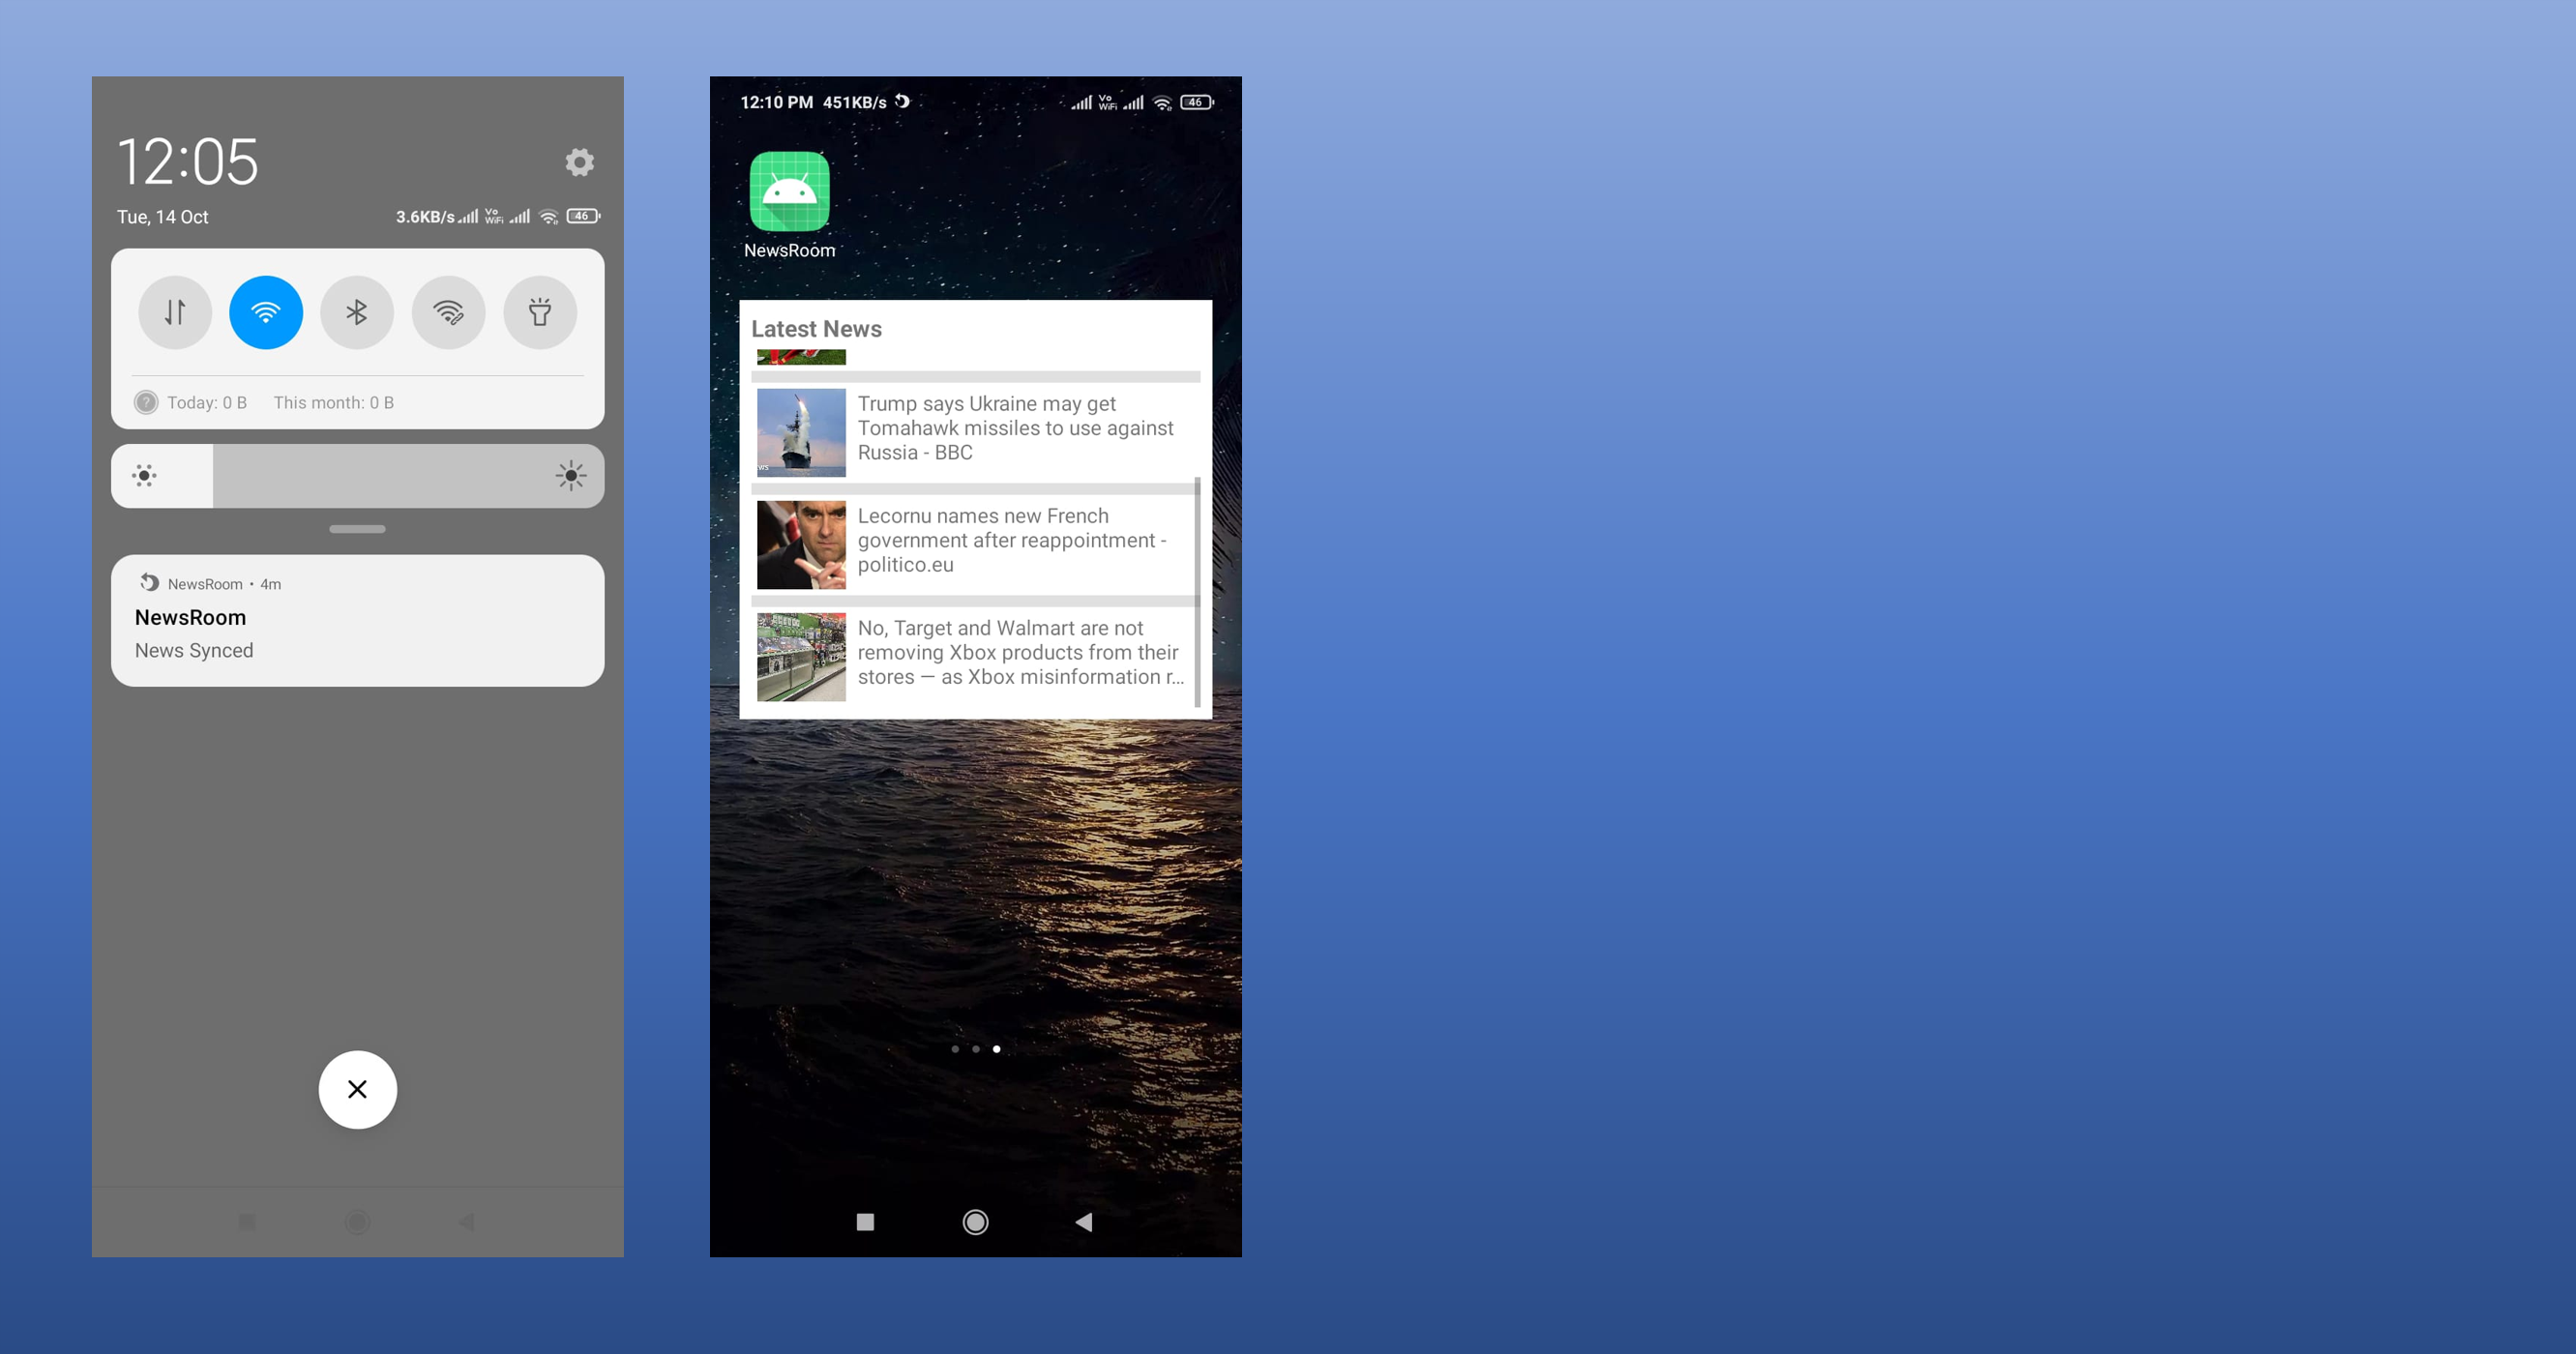 12:05
Tue, 14 Oct
3.6KB/s Vo WiFi 46
Today: 0 B This month: 0 B
NewsRoom • 4m
NewsRoom
News Synced
12:10 PM 451KB/s Vo WiFi 46
NewsRoom
Latest News
Trump says Ukraine may get
Tomahawk missiles to use against
Russia - BBC
ws
Lecornu names new French
government after reappointment -
politico.eu
No, Target and Walmart are not
removing Xbox products from their
stores — as Xbox misinformation r...